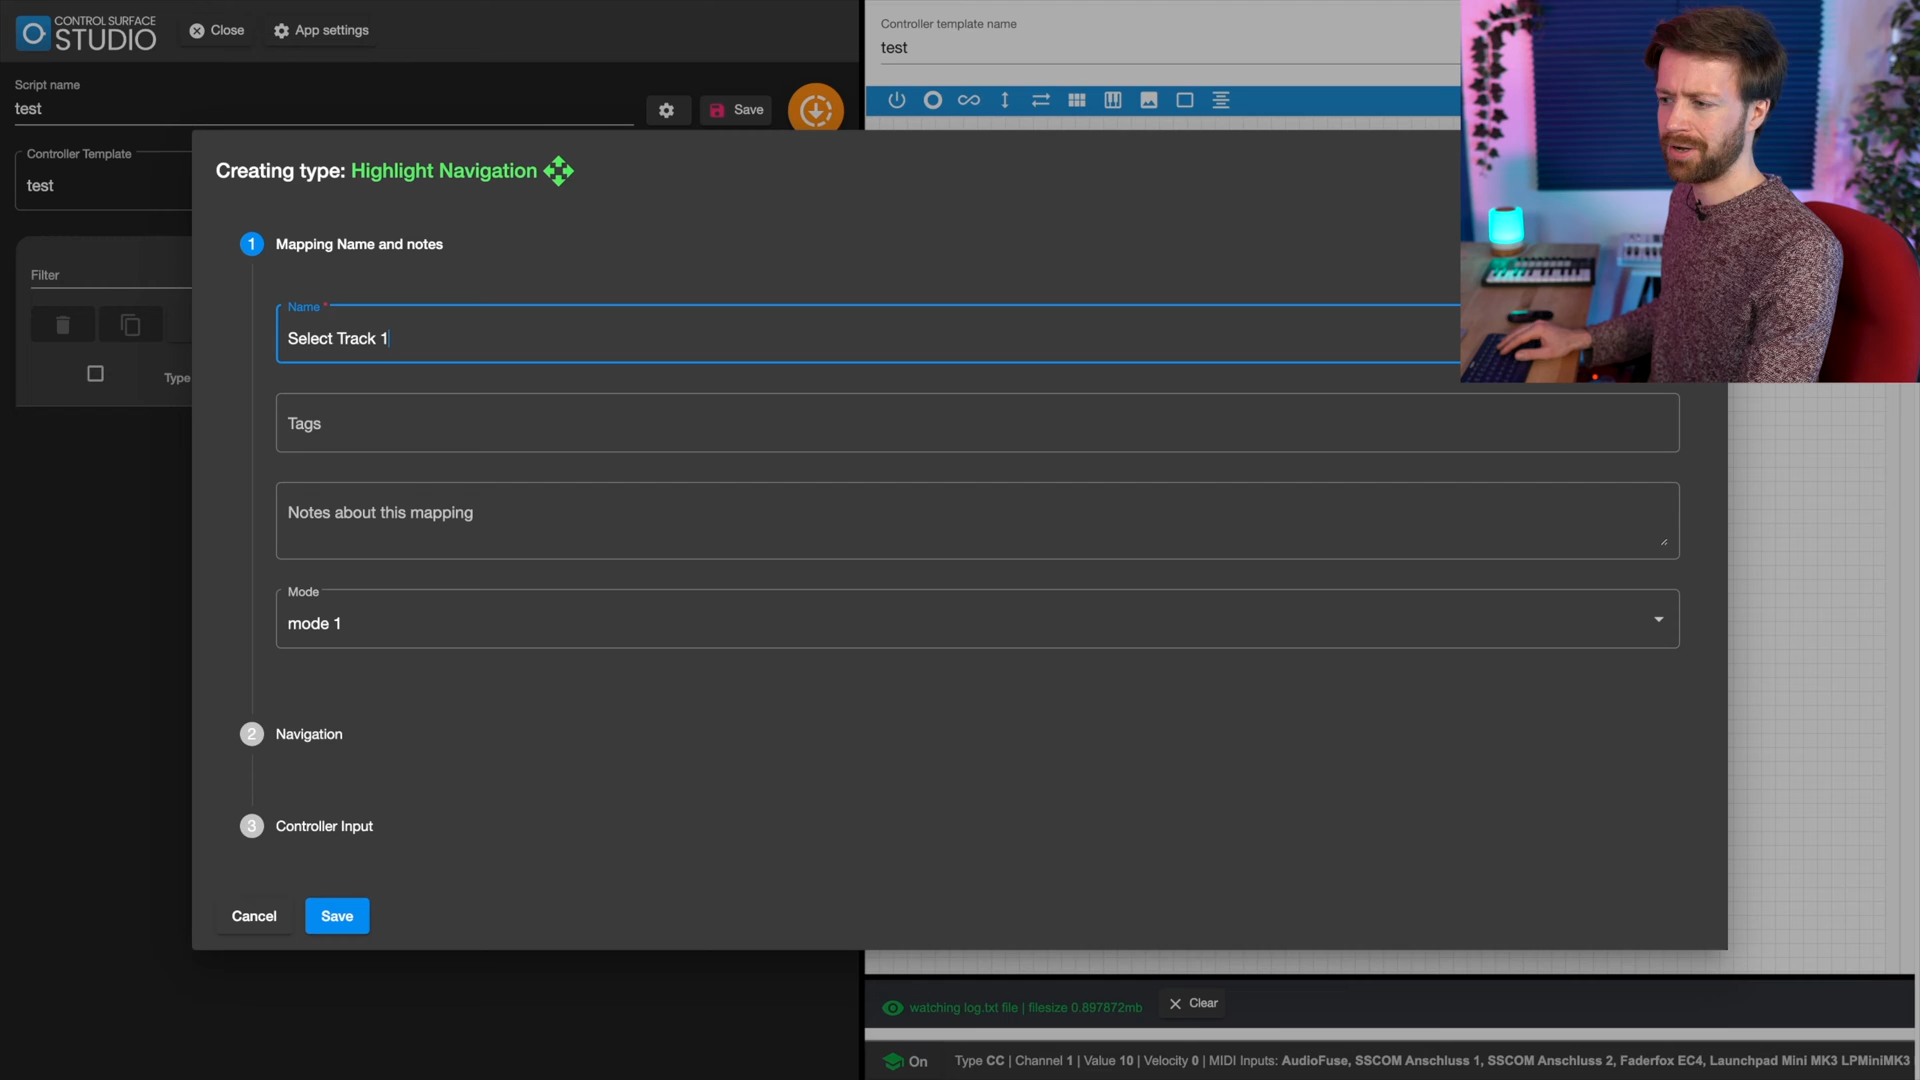 CONTROL SURFACE
STUDIO
Close
App settings
Script name
test
Save
Controller Template
test
Filter
Type
Controller template name
test
Creating type: Highlight Navigation
1 Mapping Name and notes
Name *
Select Track 1
Tags
Notes about this mapping
Mode
mode 1
2 Navigation
3 Controller Input
Cancel
Save
watching log.txt file | filesize 0.897872mb
Clear
On
Type CC | Channel 1 | Value 10 | Velocity 0 | MIDI Inputs: AudioFuse, SSCOM Anschluss 1, SSCOM Anschluss 2, Faderfox EC4, Launchpad Mini MK3 LPMiniMK3